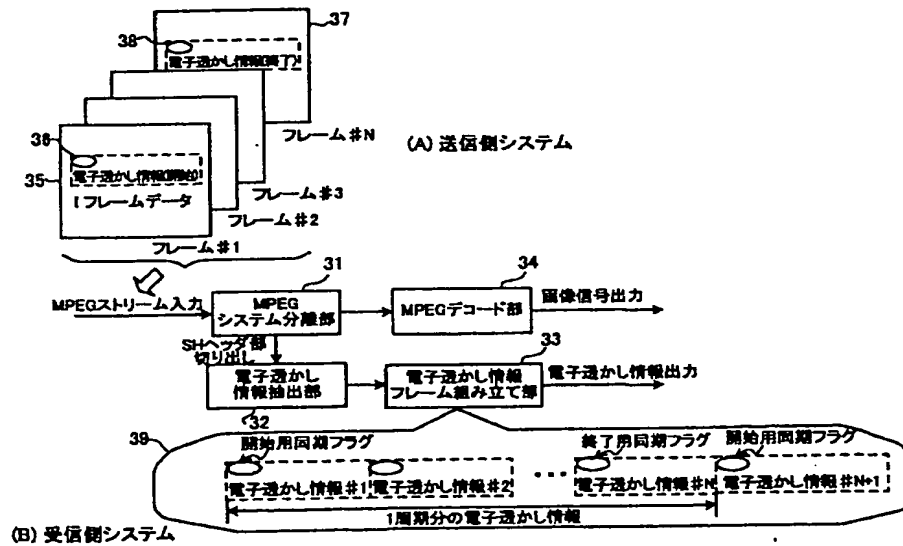 37
38
電子透かし情報(終了)
フレーム#N
(A) 送信側システム
36
35
電子透かし情報(開始)
Iフレームデータ
フレーム#3
フレーム#2
フレーム#1
31
34
MPEGストリーム入力
MPEG
システム分離部
MPEGデコード部
画像信号出力
SHヘッダ部
切り出し
33
電子透かし
情報抽出部
電子透かし情報
フレーム組み立て部
電子透かし情報出力
32
39
開始用同期フラグ
終了用同期フラグ
開始用同期フラグ
電子透かし情報#1
電子透かし情報#2
電子透かし情報#N
電子透かし情報#N+1
1周期分の電子透かし情報
(B) 受信側システム